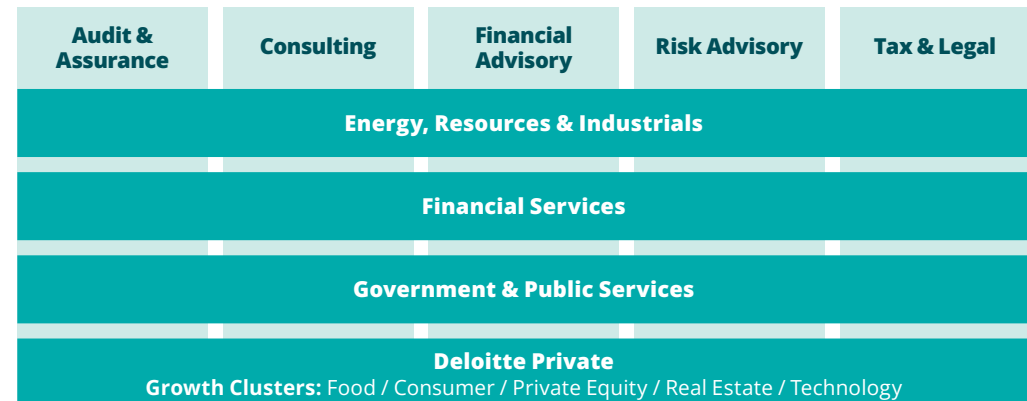 Audit &
Assurance
Consulting
Financial
Advisory
Risk Advisory
Tax & Legal
Energy, Resources & Industrials
Financial Services
Government & Public Services
Deloitte Private
Growth Clusters: Food / Consumer / Private Equity / Real Estate / Technology